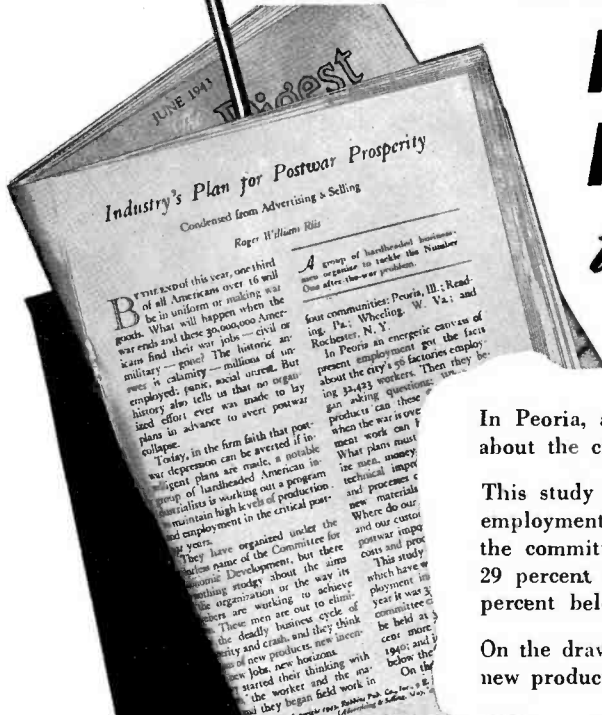 JUNE 1943
Digest
Industry's Plan for Postwar Prosperity
Condensed from Advertising & Selling
Roger William Riis
BY THE END of this year, one third
of all Americans over 16 will
be in uniform or making war
goods. What will happen when the
war ends and these 30,000,000 Amer-
icans find their war jobs — civil or
military — gone? The historic an-
swer is calamity — millions of un-
employed; panic, social unrest. But
history also tells us that no organ-
ized effort ever was made to lay
plans in advance to avert postwar
collapse.
Today, in the firm faith that post-
war depression can be averted if in-
telligent plans are made, a notable
group of hardheaded American in-
dustrialists is working out a program
maintain high levels of production
and employment in the critical post-
years.
They have organized under the
name of the Committee for
Economic Development, but there
nothing stodgy about the aims
the organization or the way its
members are working to achieve
These men are out to elimi-
the deadly business cycle of
and crash, and they think
of new products, new incen-
new jobs, new horizons.
started their thinking with
the worker and the ma-
and they began field work in
A group of hardheaded business-
men organize to tackle the Number
One after-the-war problem.
four communities: Peoria, Ill.; Read-
ing, Pa.; Wheeling, W. Va.; and
Rochester, N. Y.
In Peoria an energetic canvass of
present employment got the facts
about the city's 56 factories employ-
ing 32,423 workers. Then they be-
gan asking questions:
products can these
when the war is over
ment work can
What plans must
ize men, money
technical impr
and processes
new materials
Where do our
and our custo
postwar impo
costs and pro
This study
which have w
ployment in
year it was
committee
be held at
cent more
1940; and
below the
On the
In Peoria, a
about the c
This study
employment
the committ
29 percent
percent bel
On the draw
new produc